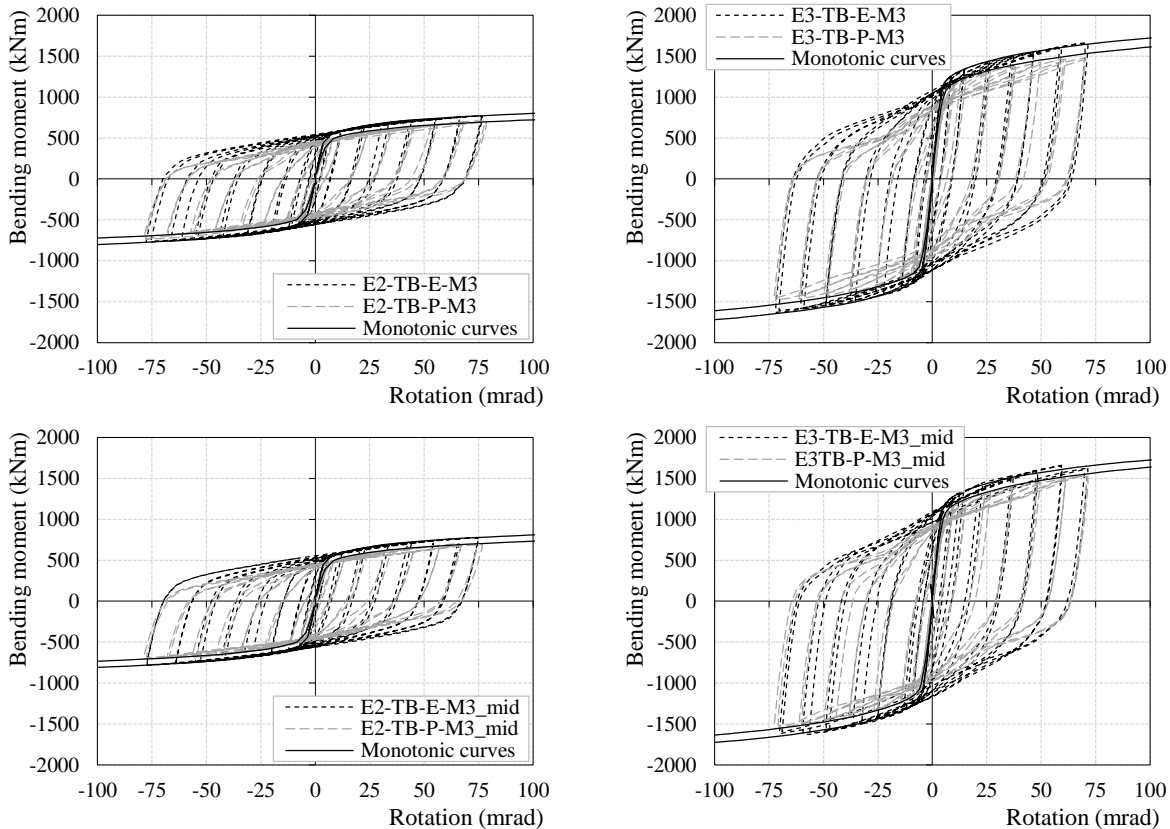 2000
1500
1000
500
0
-500
-1000
-1500
-2000
Bending moment (kNm)
E2-TB-E-M3
E2-TB-P-M3
Monotonic curves
-100 -75 -50 -25 0 25 50 75 100
Rotation (mrad)
2000
1500
1000
500
0
-500
-1000
-1500
-2000
Bending moment (kNm)
E3-TB-E-M3
E3-TB-P-M3
Monotonic curves
-100 -75 -50 -25 0 25 50 75 100
Rotation (mrad)
2000
1500
1000
500
0
-500
-1000
-1500
-2000
Bending moment (kNm)
E2-TB-E-M3_mid
E2-TB-P-M3_mid
Monotonic curves
-100 -75 -50 -25 0 25 50 75 100
Rotation (mrad)
2000
1500
1000
500
0
-500
-1000
-1500
-2000
Bending moment (kNm)
E3-TB-E-M3_mid
E3TB-P-M3_mid
Monotonic curves
-100 -75 -50 -25 0 25 50 75 100
Rotation (mrad)